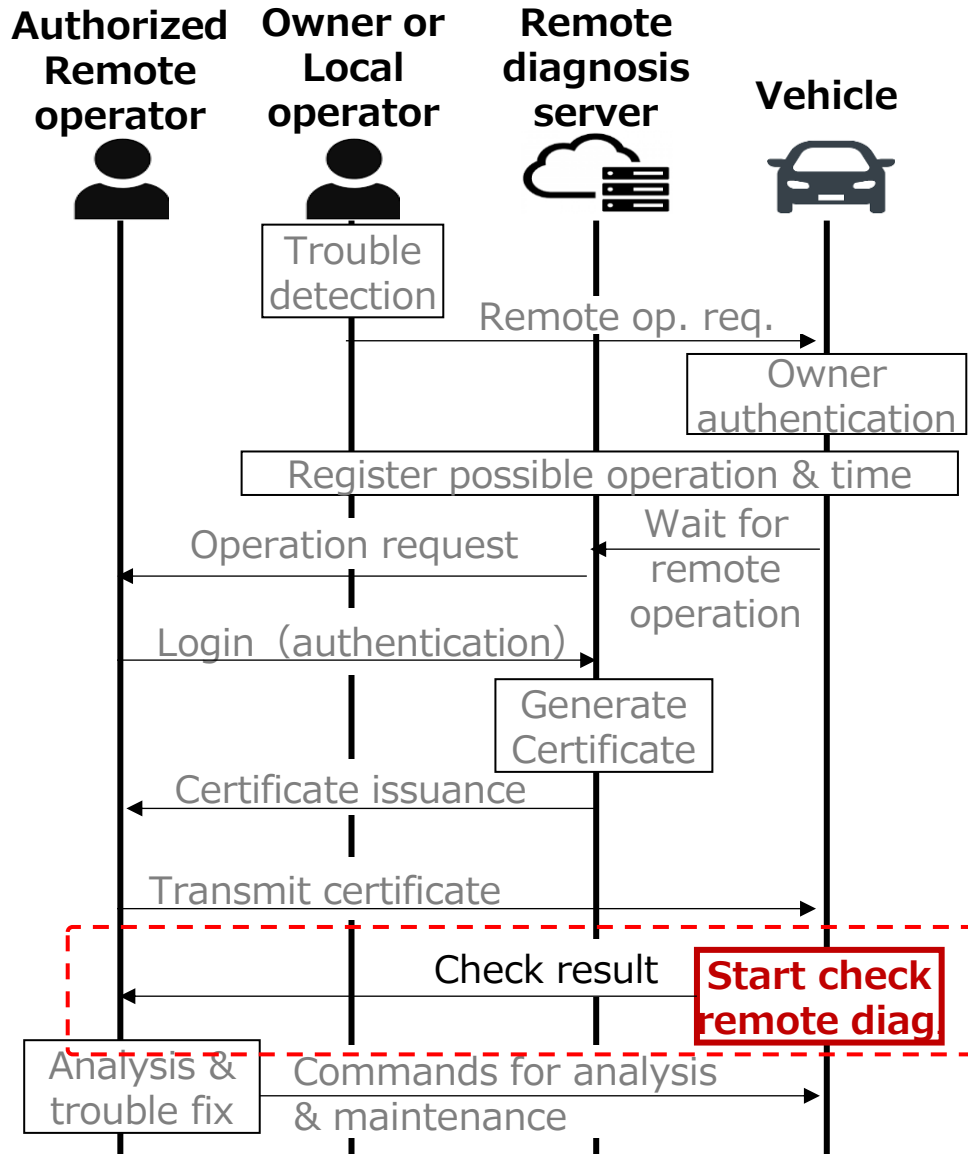 Authorized
Remote
operator
Owner or
Local
operator
Remote
diagnosis
server
Vehicle
Trouble
detection
Remote op. req.
Owner
authentication
Register possible operation & time
Wait for
remote
operation
Operation request
Login（authentication）
Generate
Certificate
Certificate issuance
Transmit certificate
Check result
Start check
remote diag.
Analysis &
trouble fix
Commands for analysis
& maintenance